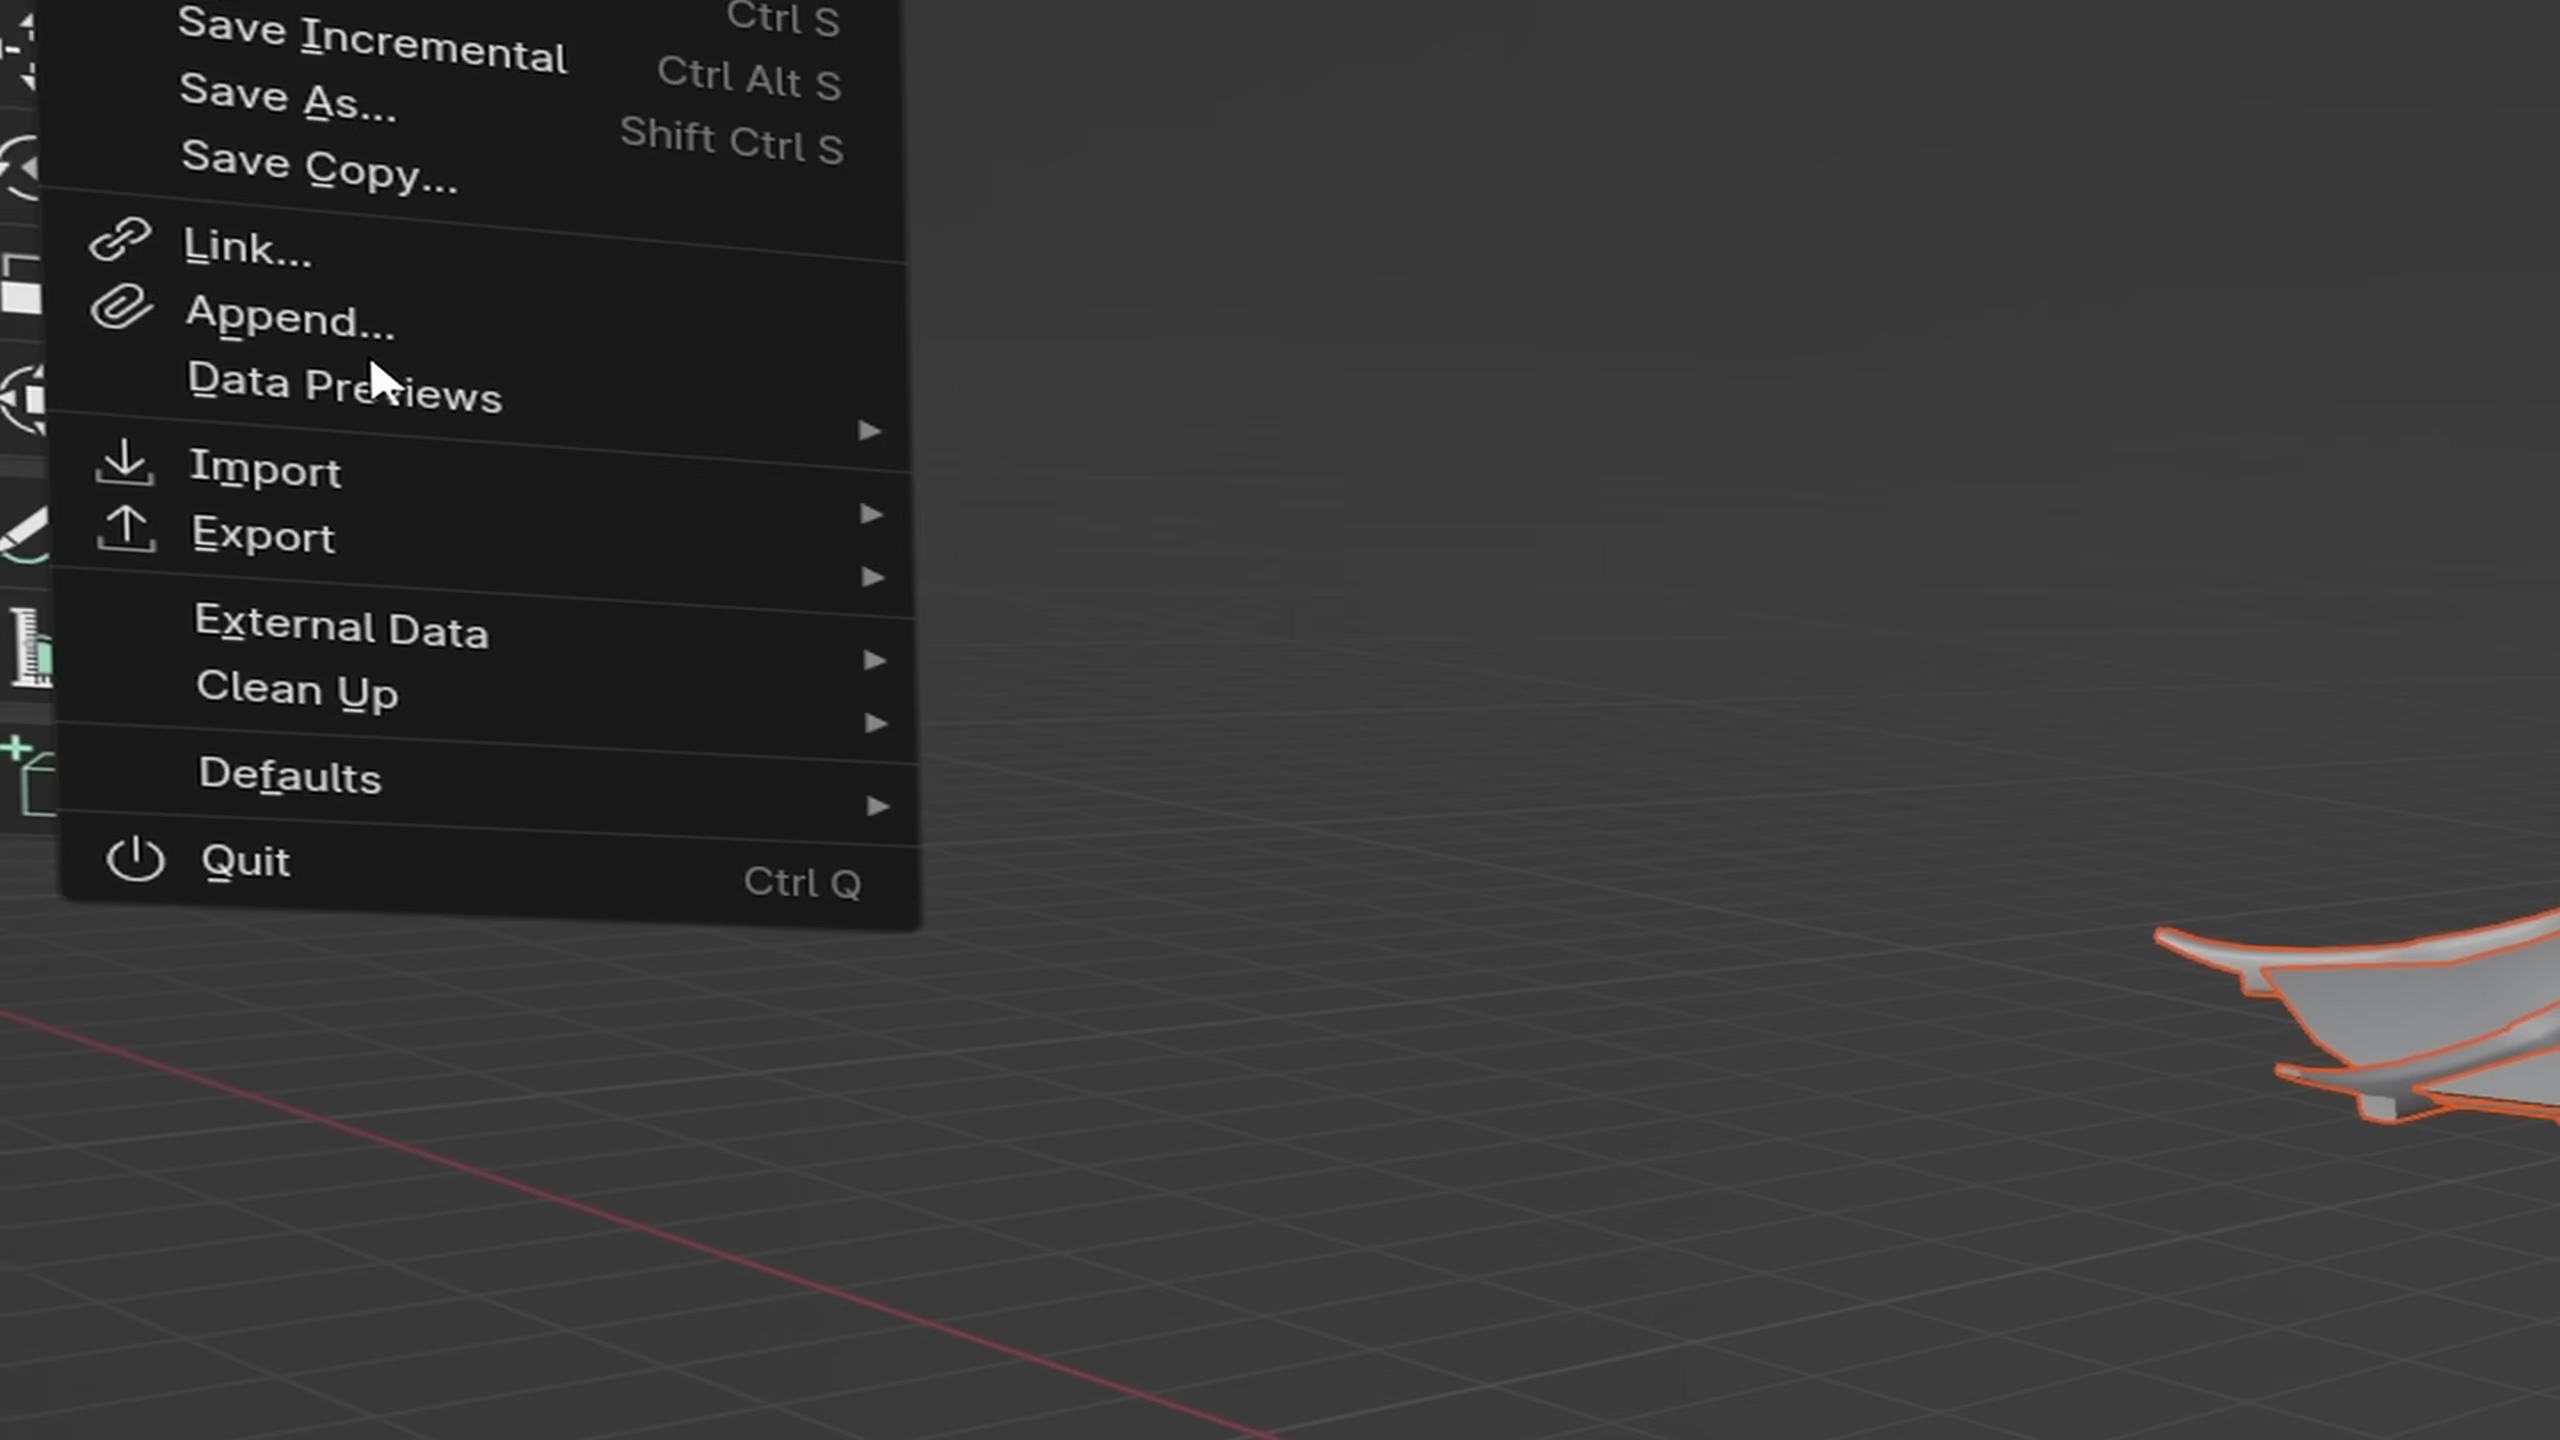 Ctrl S
Save Incremental Ctrl Alt S
Save As... Shift Ctrl S
Save Copy...
Link...
Append...
Data Previews
Import
Export
External Data
Clean Up
Defaults
Quit Ctrl Q